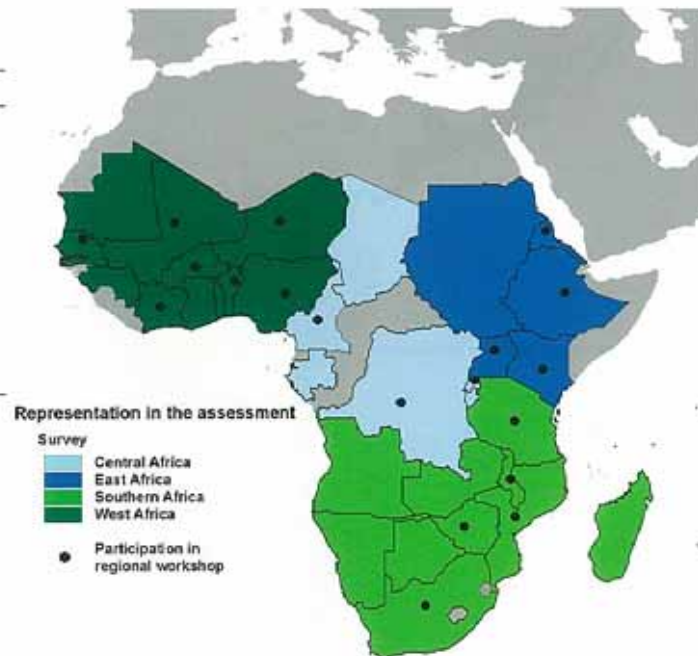 Representation in the assessment
Survey
Central Africa
East Africa
Southern Africa
West Africa
Participation in
regional workshop